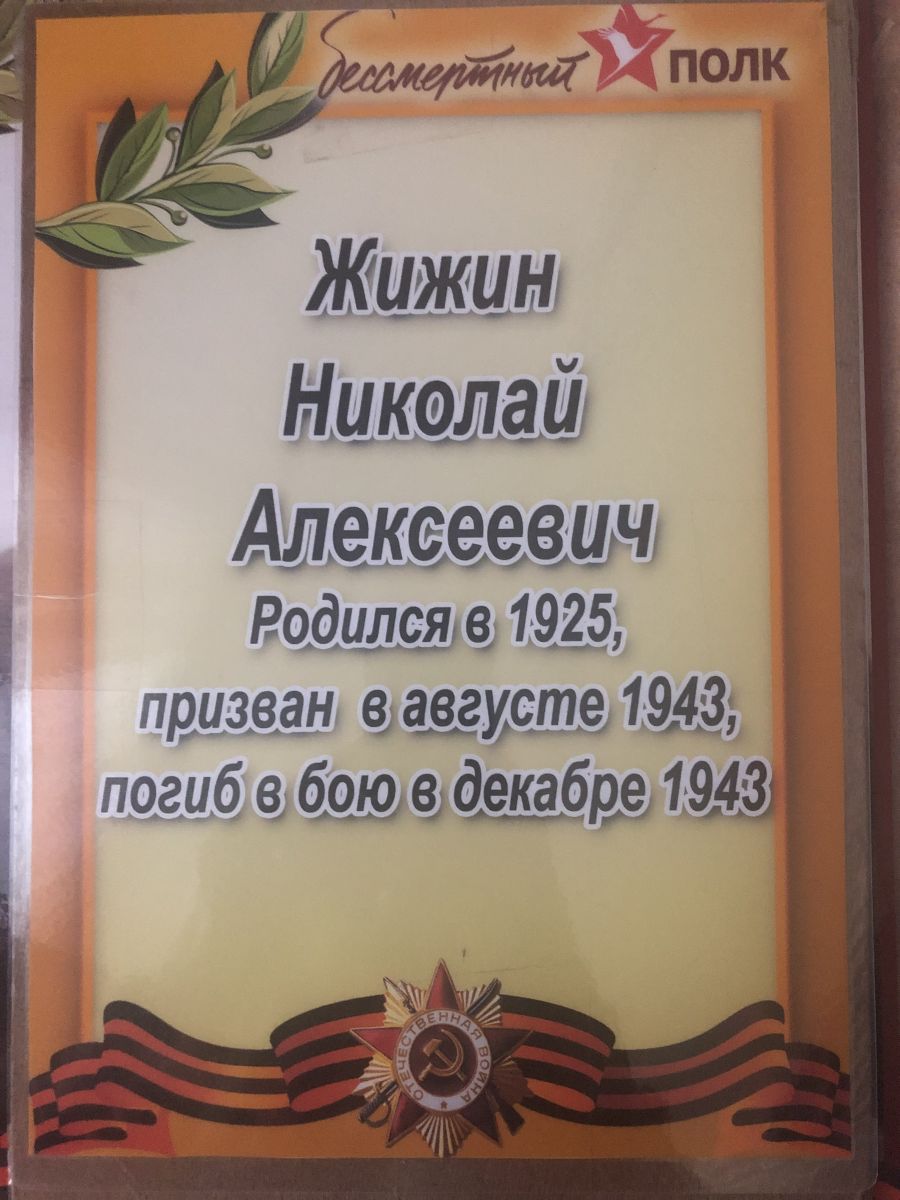 бессмертный ПОЛК
Жижин
Николай
Алексеевич
Родился в 1925,
призван в августе 1943,
погиб в бою в декабре 1943
ОТЕЧЕСТВЕННАЯ ВОЙНА